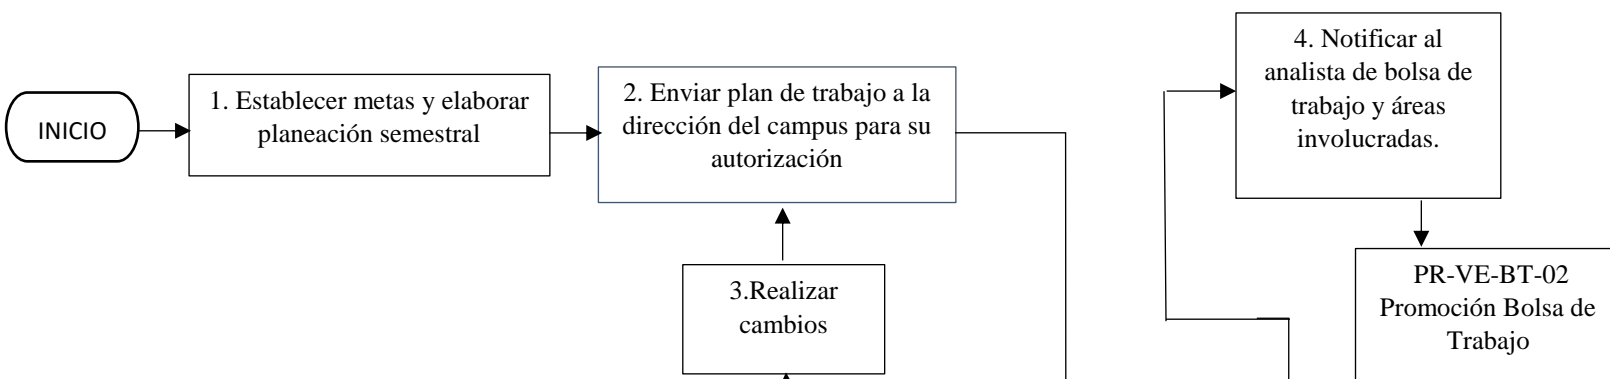 INICIO
1. Establecer metas y elaborar
planeación semestral
2. Enviar plan de trabajo a la
dirección del campus para su
autorización
3.Realizar
cambios
4. Notificar al
analista de bolsa de
trabajo y áreas
involucradas.
PR-VE-BT-02
Promoción Bolsa de
Trabajo